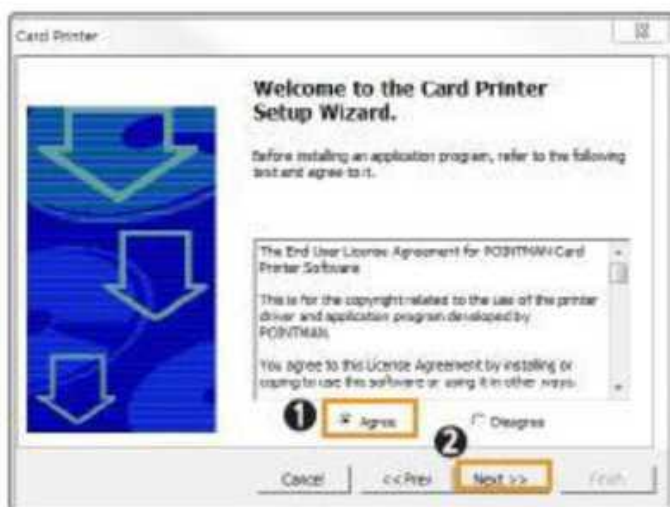 Card Printer
Welcome to the Card Printer
Setup Wizard.
Before installing an application program, refer to the following
text and agree to it.
The End User License Agreement for POINTMAN Card
Printer Software
This is for the copyright related to the use of the printer
driver and application program developed by
POINTMAN.
You agree to this License Agreement by installing or
coping to use this software or using it in other ways.
1 Agree Disagree
2
Cancel <<Prev Next >> Finish